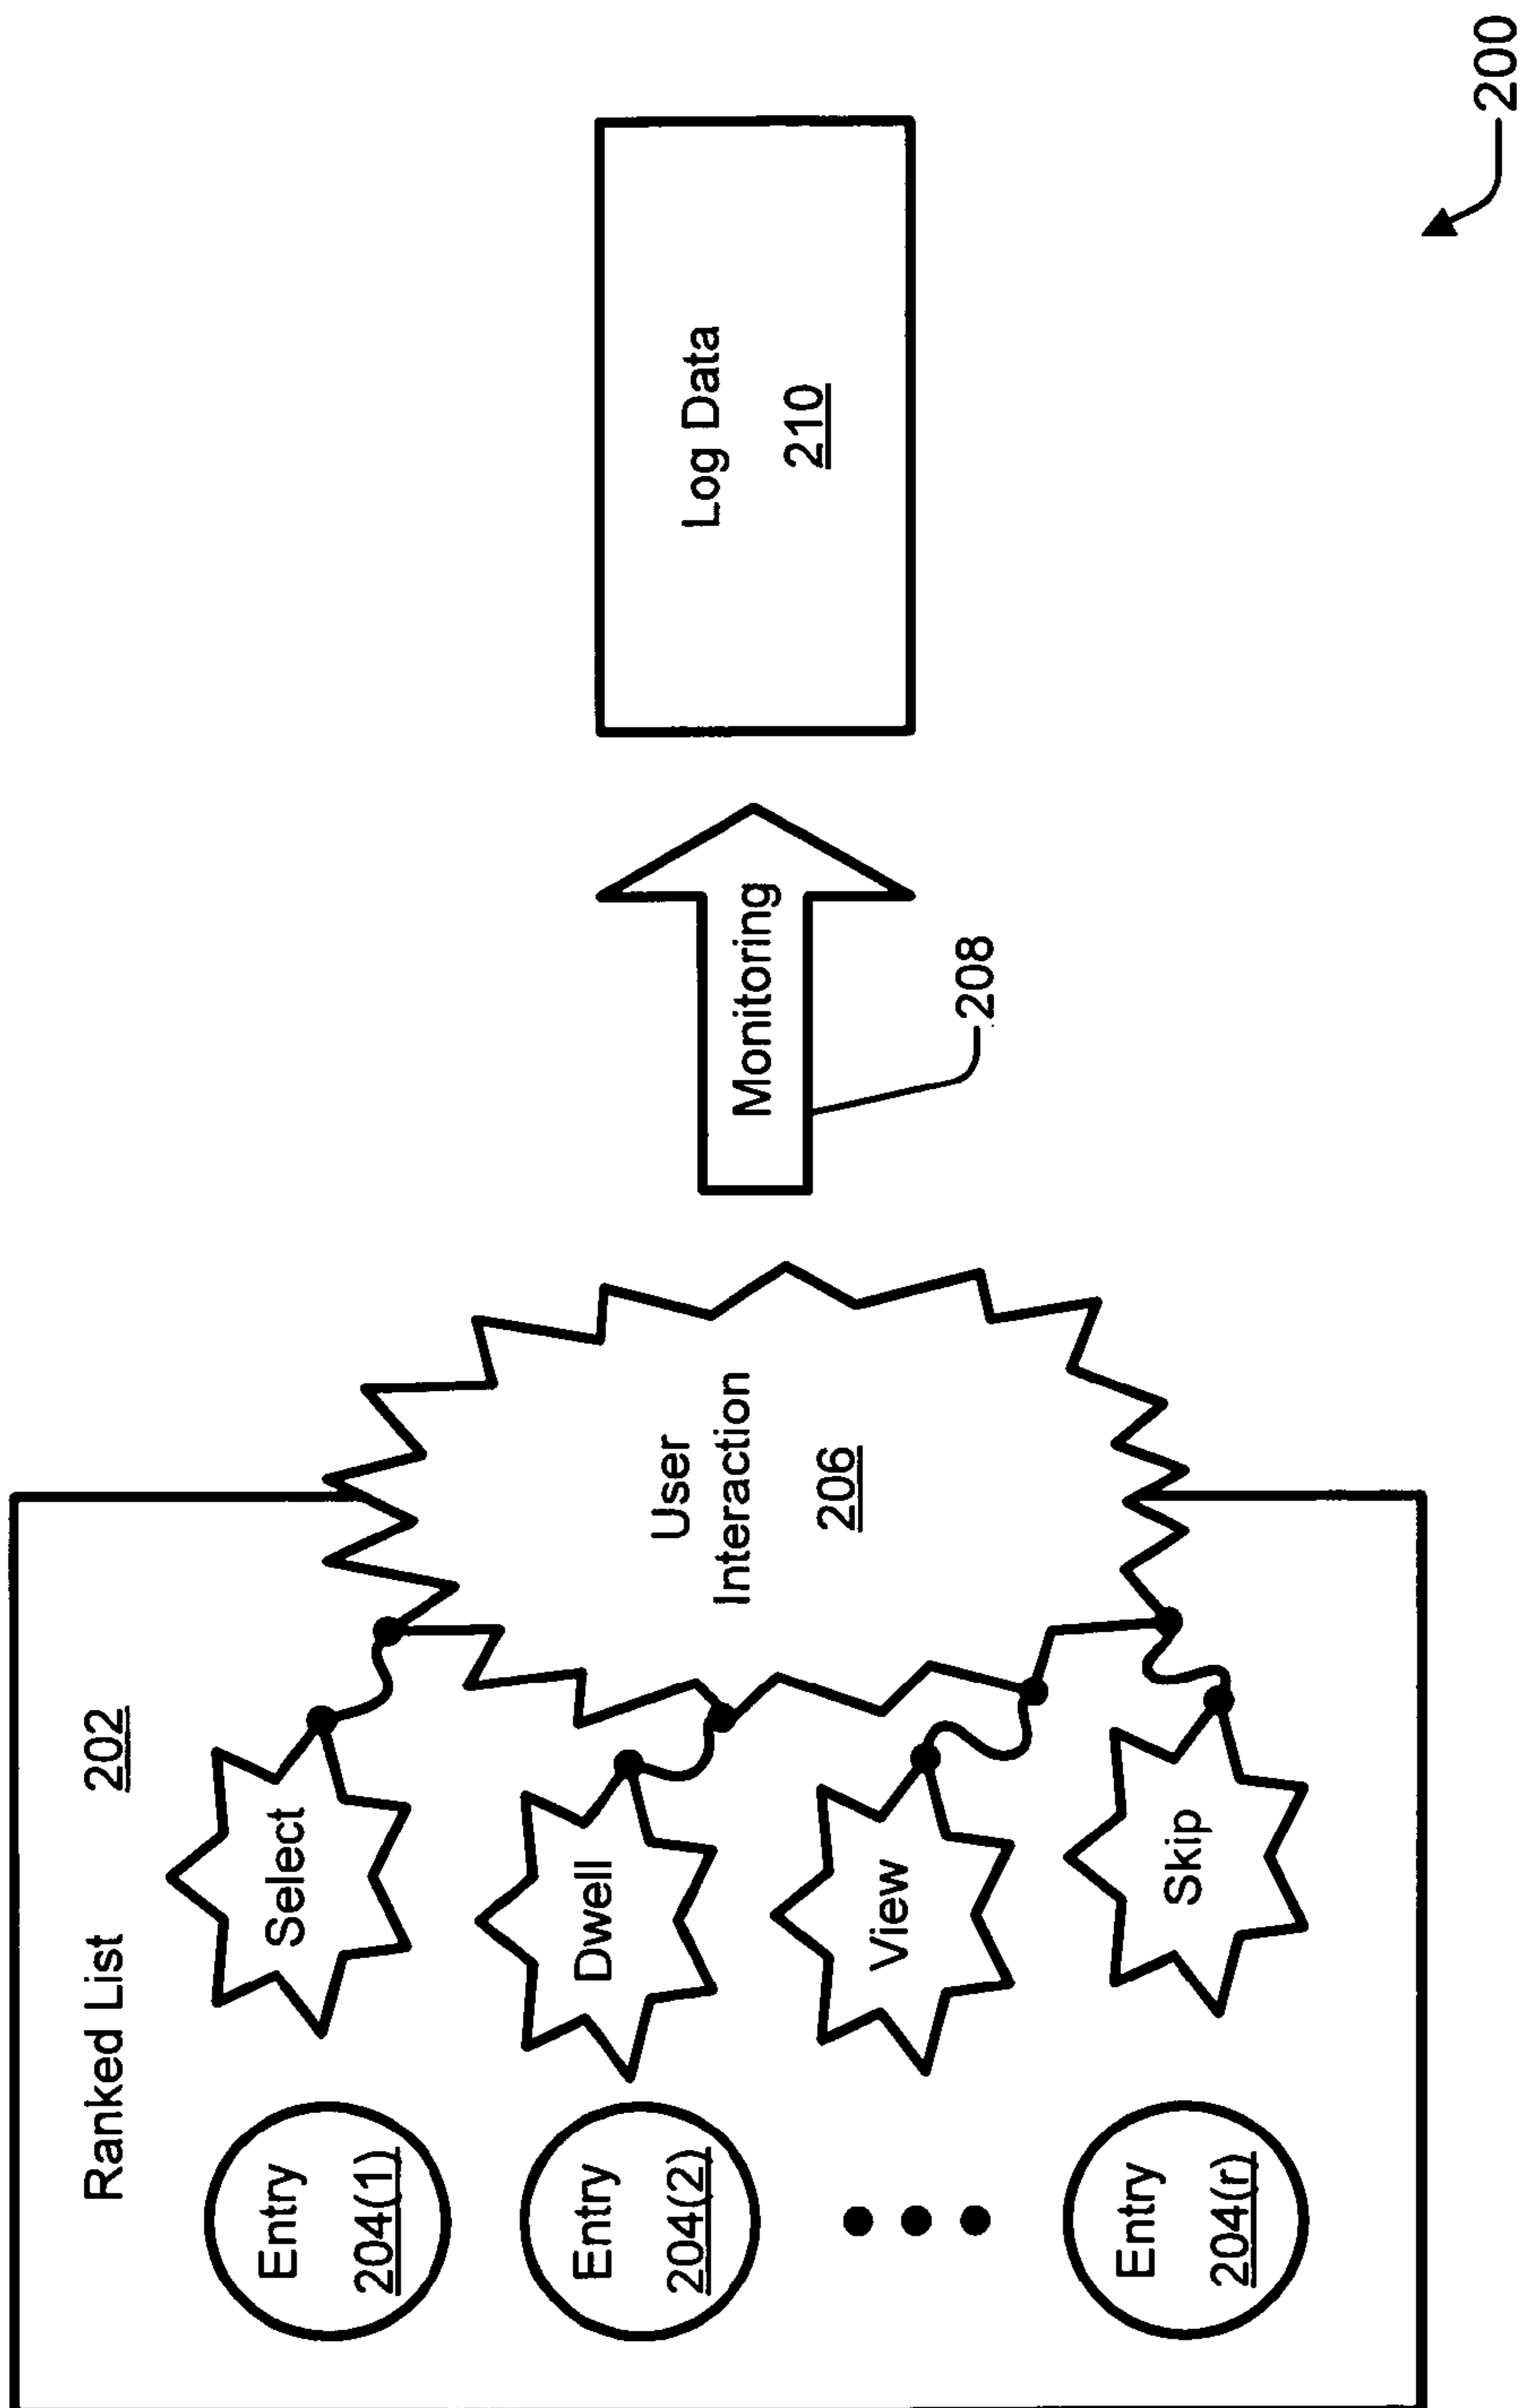 Ranked List 202
Entry
204(1)
Entry
204(2)
Entry
204(r)
Select
Dwell
View
Skip
User
Interaction
206
Monitoring
208
Log Data
210
200